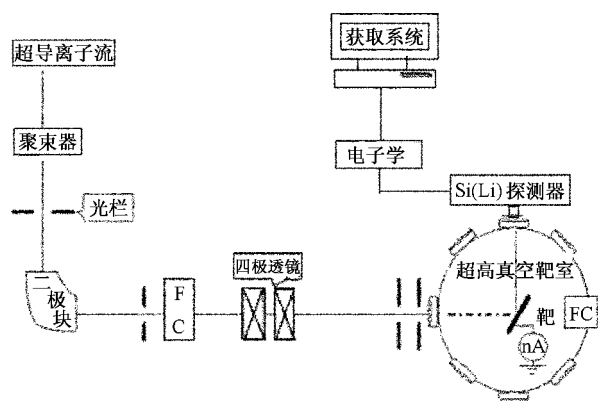 获取系统
超导离子流
聚束器
电子学
Si(Li) 探测器
光栏
二极块
F
C
四极透镜
超高真空靶室
靶
FC
nA